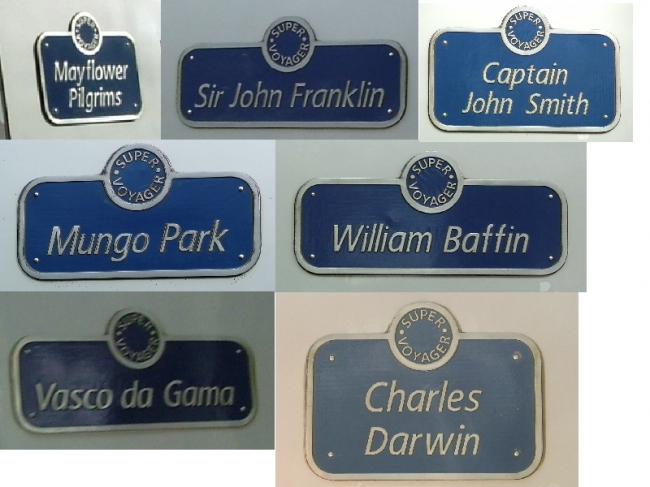 SUPER VOYAGER
Mayflower
Pilgrims
SUPER VOYAGER
Sir John Franklin
SUPER VOYAGER
Captain
John Smith
SUPER VOYAGER
Mungo Park
SUPER VOYAGER
William Baffin
SUPER VOYAGER
Vasco da Gama
SUPER VOYAGER
Charles
Darwin